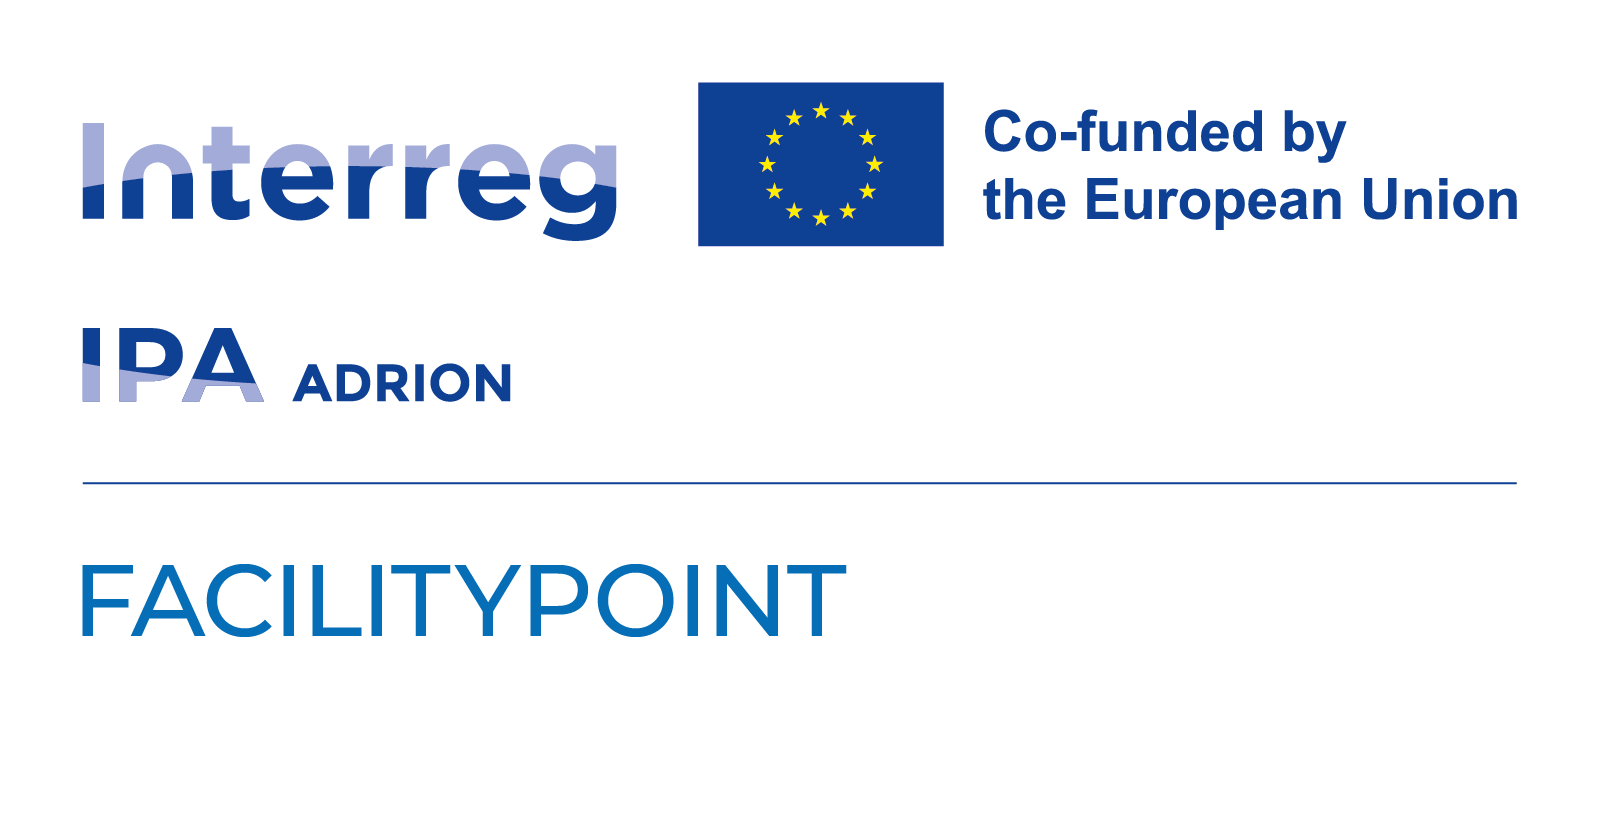 Interreg
Co-funded by
the European Union
IPA ADRION
FACILITYPOINT